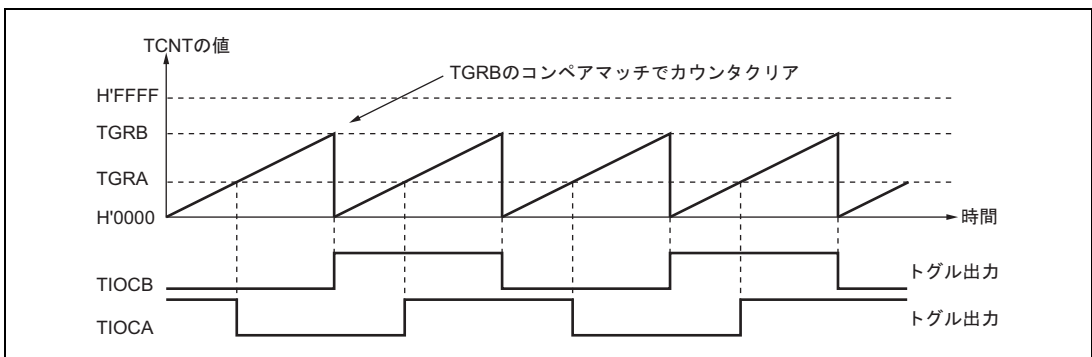 TCNTの値
TGRBのコンペアマッチでカウンタクリア
H'FFFF
TGRB
TGRA
H'0000
時間
TIOCB
トグル出力
TIOCA
トグル出力